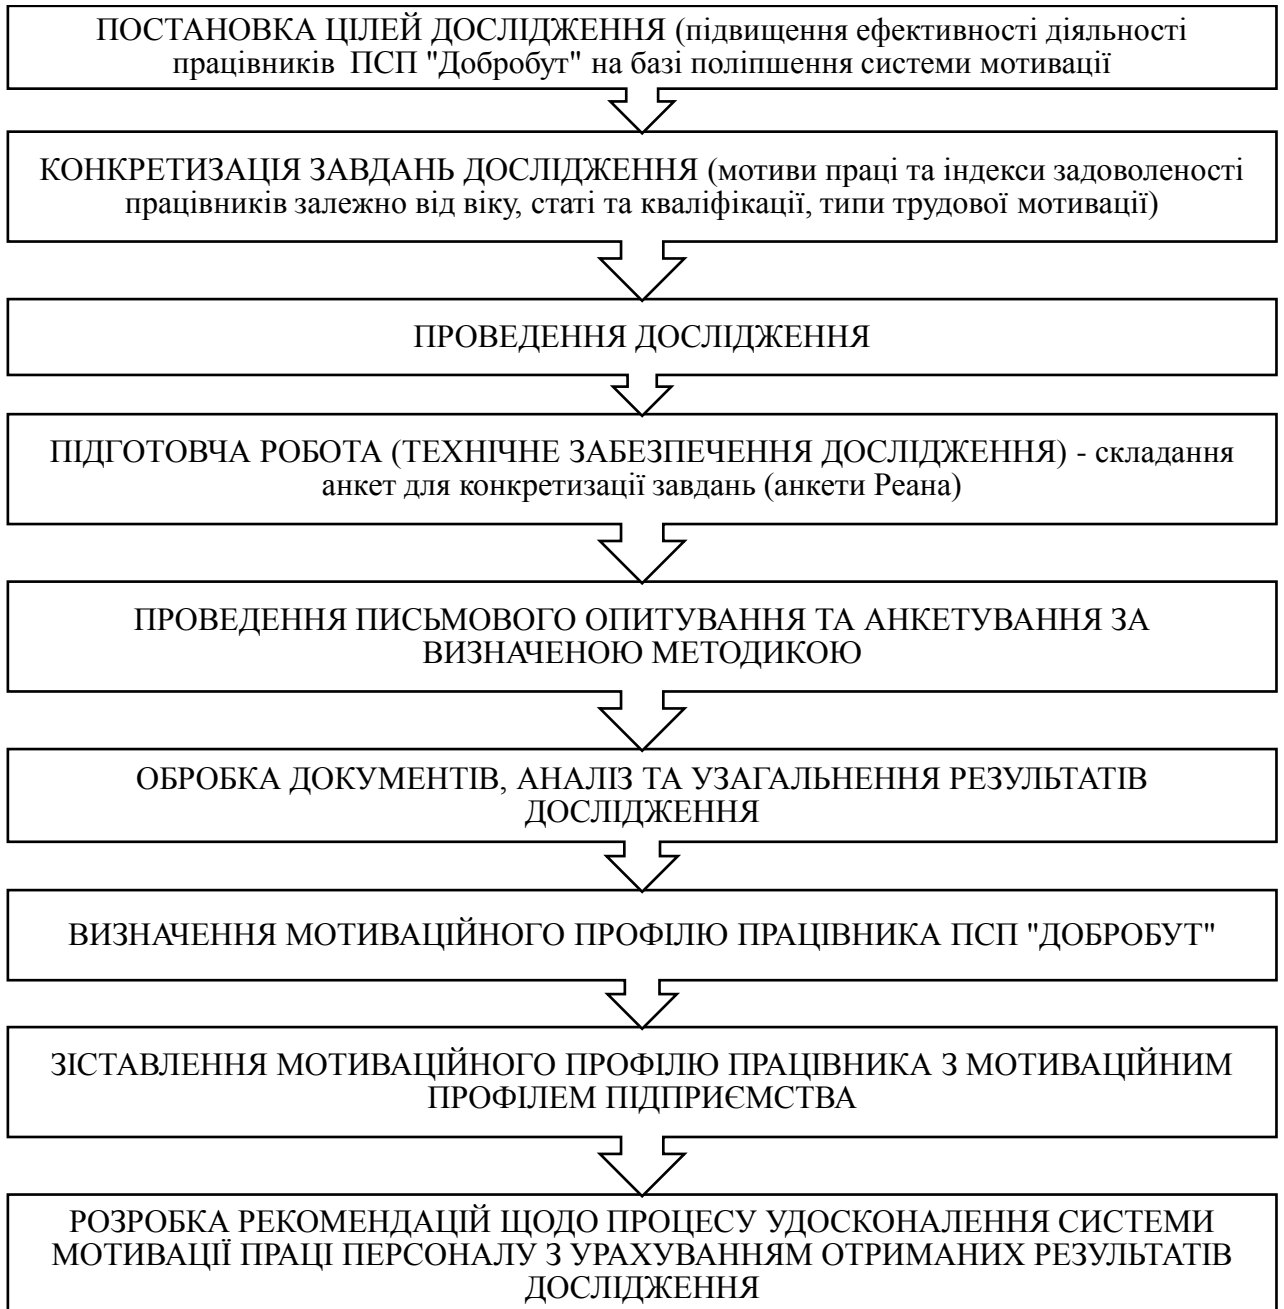 ПОСТАНОВКА ЦІЛЕЙ ДОСЛІДЖЕННЯ (підвищення ефективності діяльності
працівників ПСП "Добробут" на базі поліпшення системи мотивації
КОНКРЕТИЗАЦІЯ ЗАВДАНЬ ДОСЛІДЖЕННЯ (мотиви праці та індекси задоволеності
працівників залежно від віку, статі та кваліфікації, типи трудової мотивації)
ПРОВЕДЕННЯ ДОСЛІДЖЕННЯ
ПІДГОТОВЧА РОБОТА (ТЕХНІЧНЕ ЗАБЕЗПЕЧЕННЯ ДОСЛІДЖЕННЯ) - складання
анкет для конкретизації завдань (анкети Реана)
ПРОВЕДЕННЯ ПИСЬМОВОГО ОПИТУВАННЯ ТА АНКЕТУВАННЯ ЗА
ВИЗНАЧЕНОЮ МЕТОДИКОЮ
ОБРОБКА ДОКУМЕНТІВ, АНАЛІЗ ТА УЗАГАЛЬНЕННЯ РЕЗУЛЬТАТІВ
ДОСЛІДЖЕННЯ
ВИЗНАЧЕННЯ МОТИВАЦІЙНОГО ПРОФІЛЮ ПРАЦІВНИКА ПСП "ДОБРОБУТ"
ЗІСТАВЛЕННЯ МОТИВАЦІЙНОГО ПРОФІЛЮ ПРАЦІВНИКА З МОТИВАЦІЙНИМ
ПРОФІЛЕМ ПІДПРИЄМСТВА
РОЗРОБКА РЕКОМЕНДАЦІЙ ЩОДО ПРОЦЕСУ УДОСКОНАЛЕННЯ СИСТЕМИ
МОТИВАЦІЇ ПРАЦІ ПЕРСОНАЛУ З УРАХУВАННЯМ ОТРИМАНИХ РЕЗУЛЬТАТІВ
ДОСЛІДЖЕННЯ